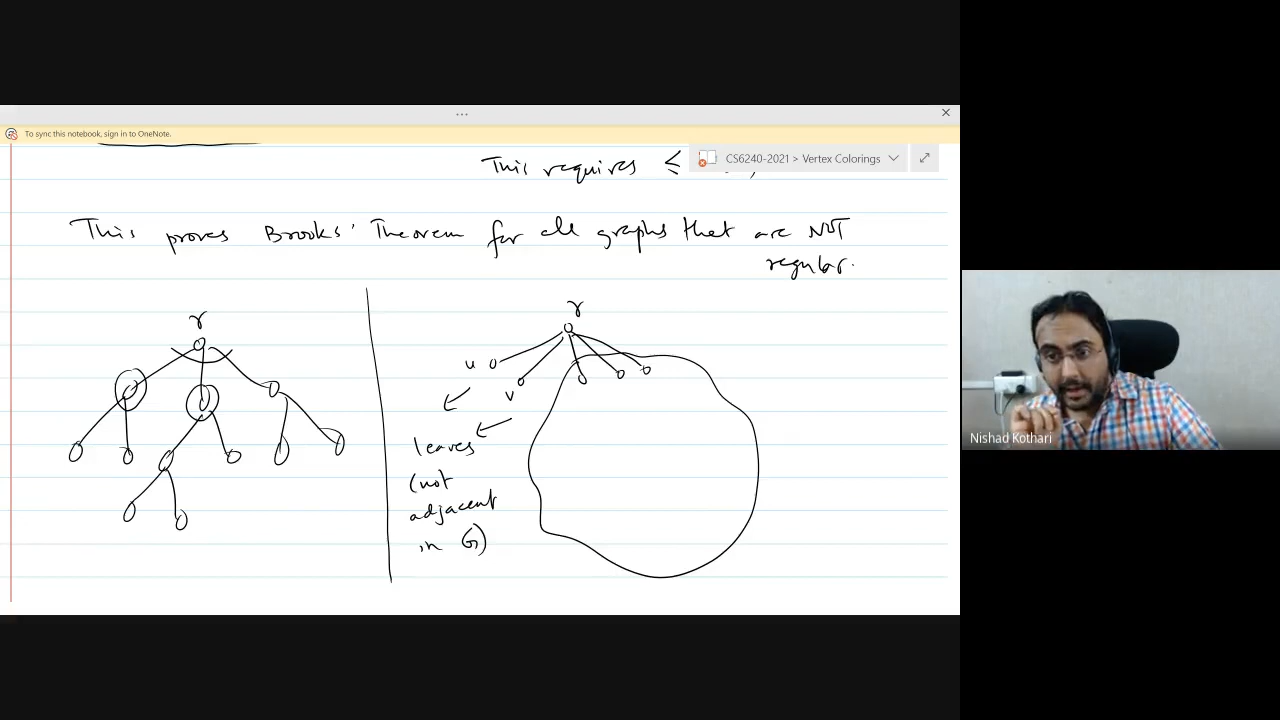 To sync this notebook, sign in to OneNote.
CS6240-2021 > Vertex Colorings
This requires ≤
This proves Brooks' Theorem for all graphs that are NOT
regular.
r
r
u
v
leaves
(not
adjacent
in G)
Nishad Kothari